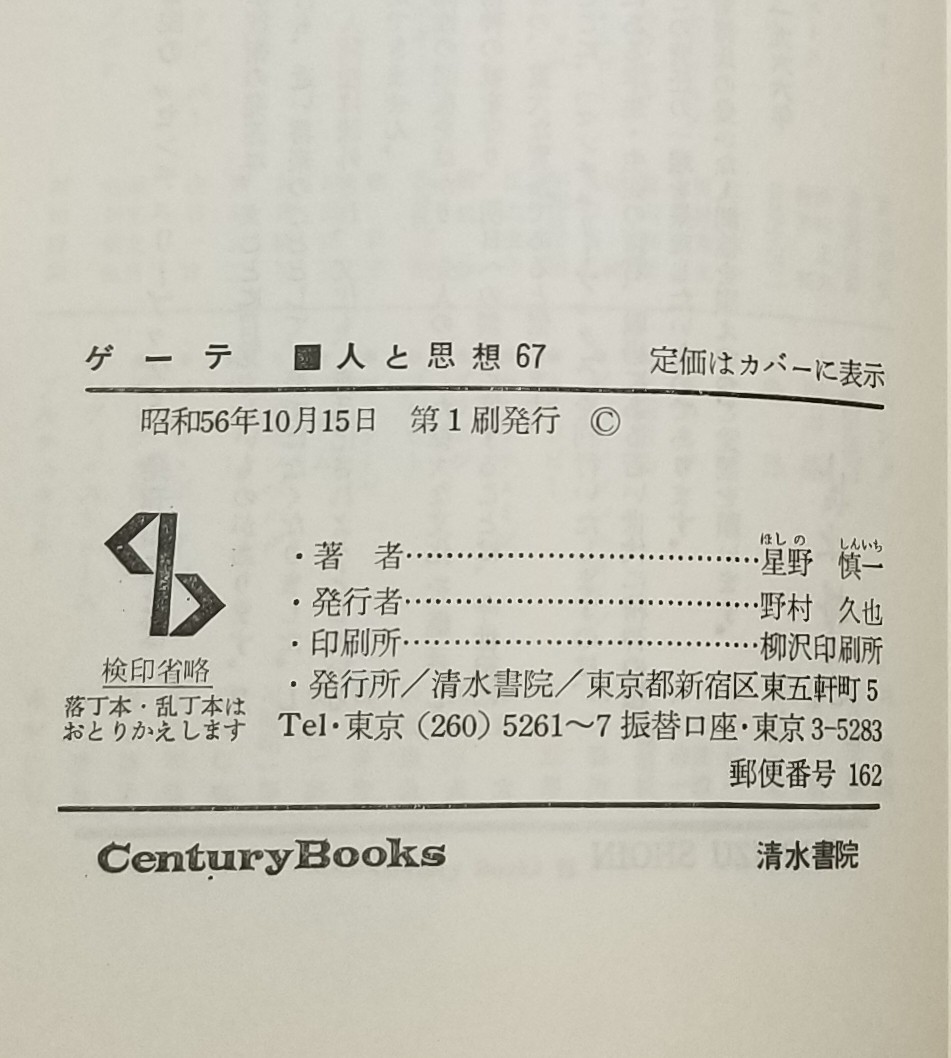 ゲーテ ■人と思想67 定価はカバーに表示
昭和56年10月15日 第1刷発行 ©
ほしの しんいち
・著 者……………………………星野 慎一
・発行者……………………………野村 久也
・印刷所……………………………柳沢印刷所
・発行所／清水書院／東京都新宿区東五軒町5
Tel・東京（260）5261〜7 振替口座・東京3-5283
郵便番号 162
検印省略
落丁本・乱丁本は
おとりかえします
CenturyBooks 清水書院